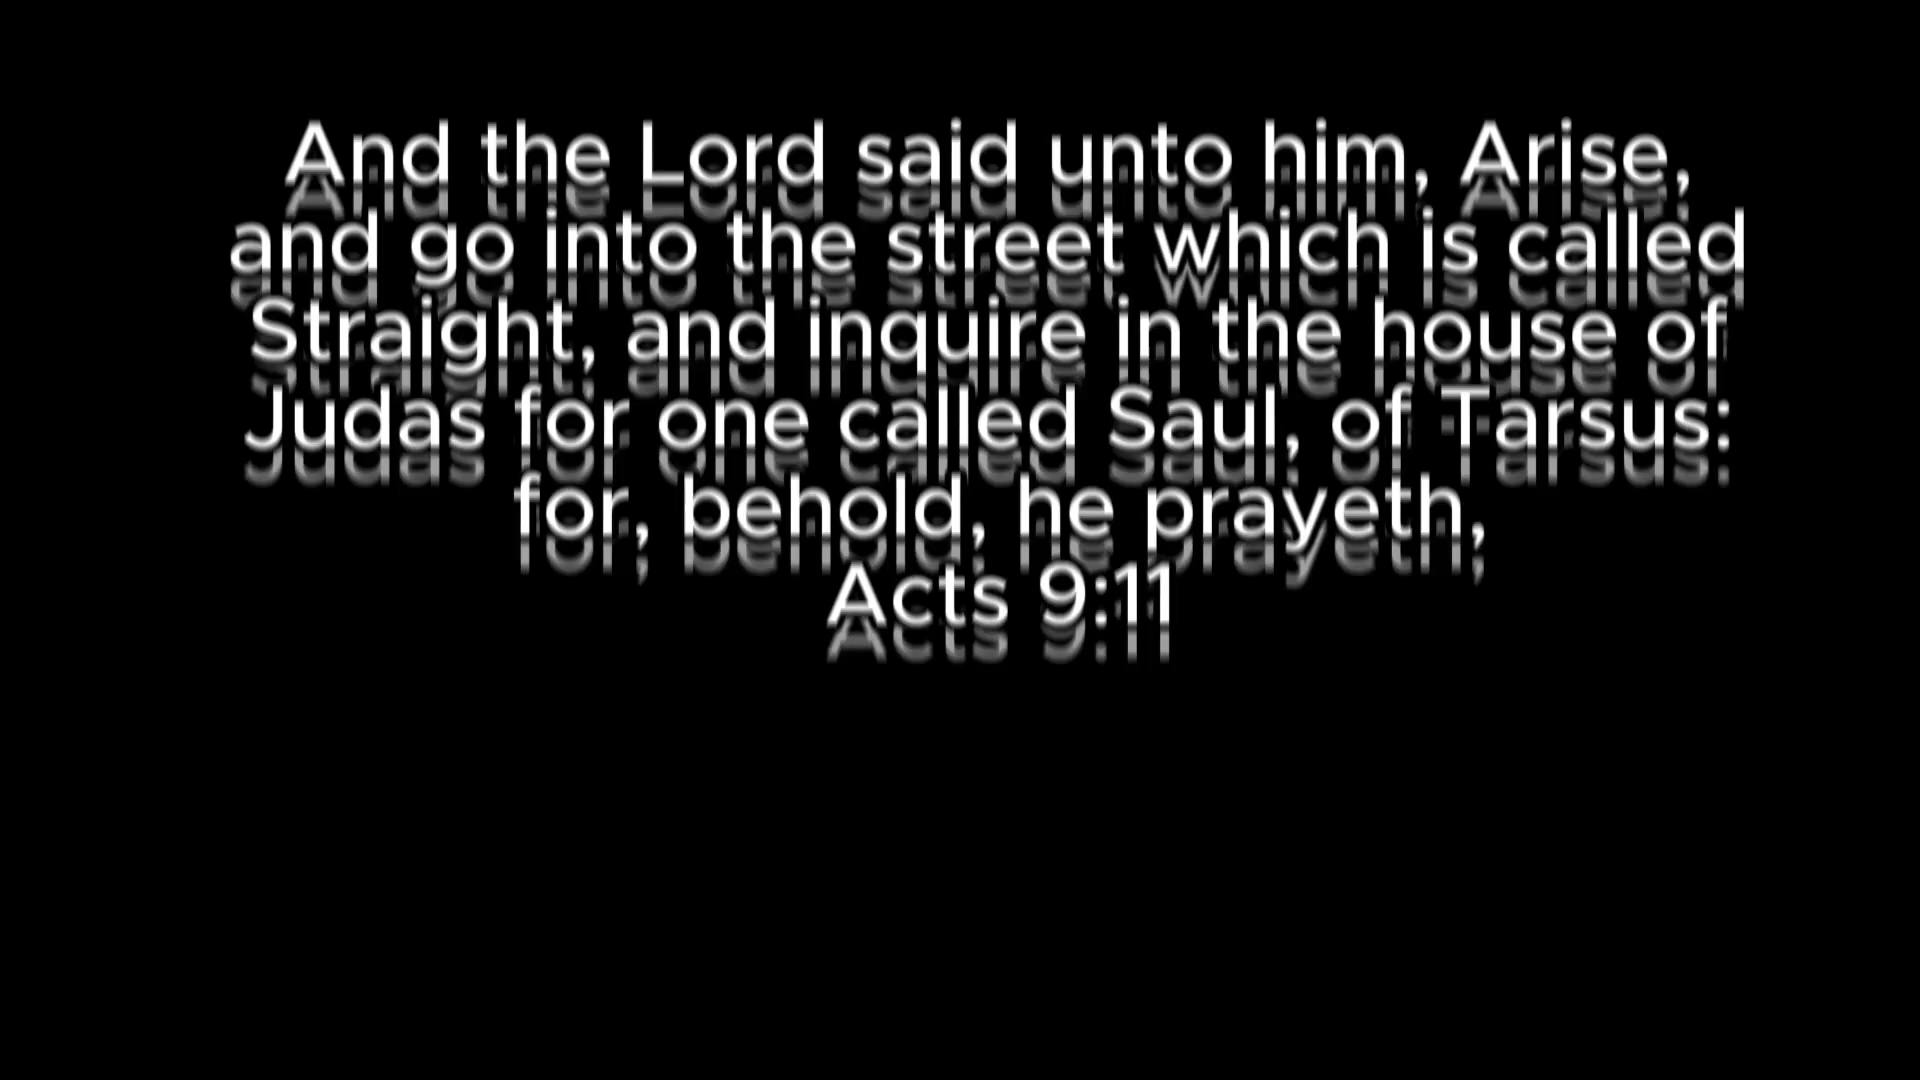 And the Lord said unto him, Arise,
and go into the street which is called
Straight, and inquire in the house of
Judas for one called Saul, of Tarsus:
for, behold, he prayeth,
Acts 9:11